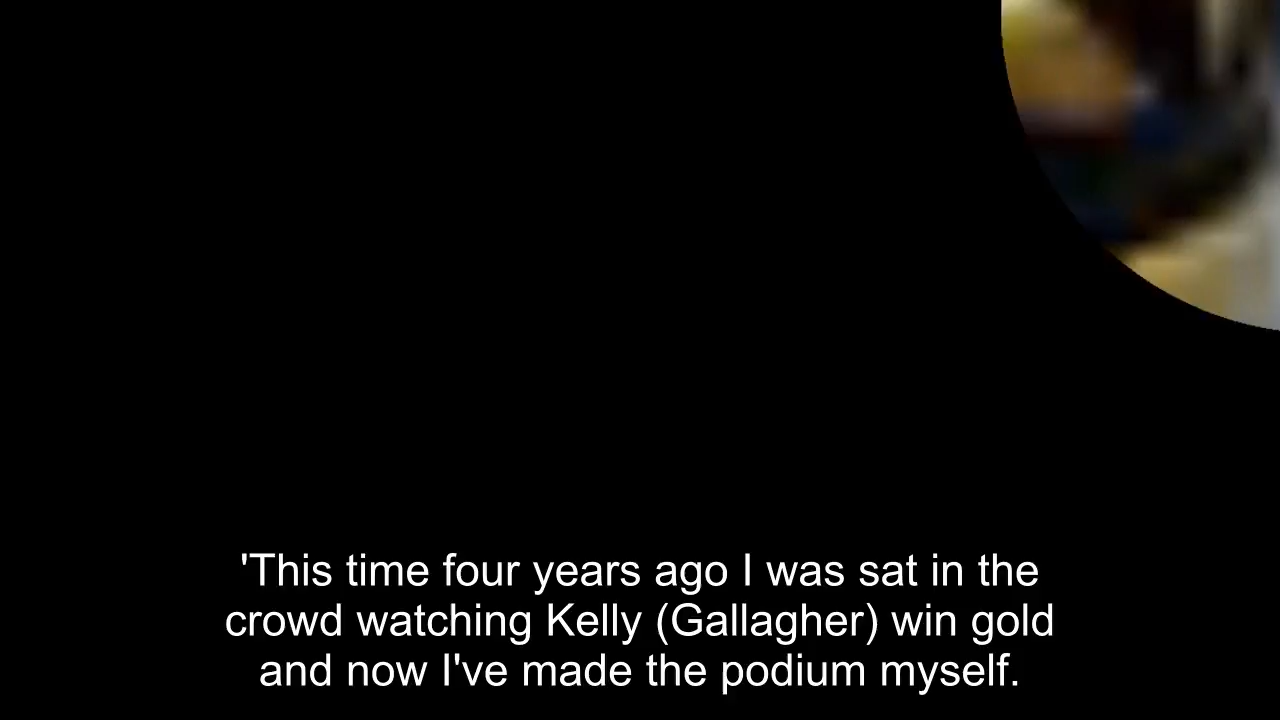 'This time four years ago I was sat in the
crowd watching Kelly (Gallagher) win gold
and now I've made the podium myself.